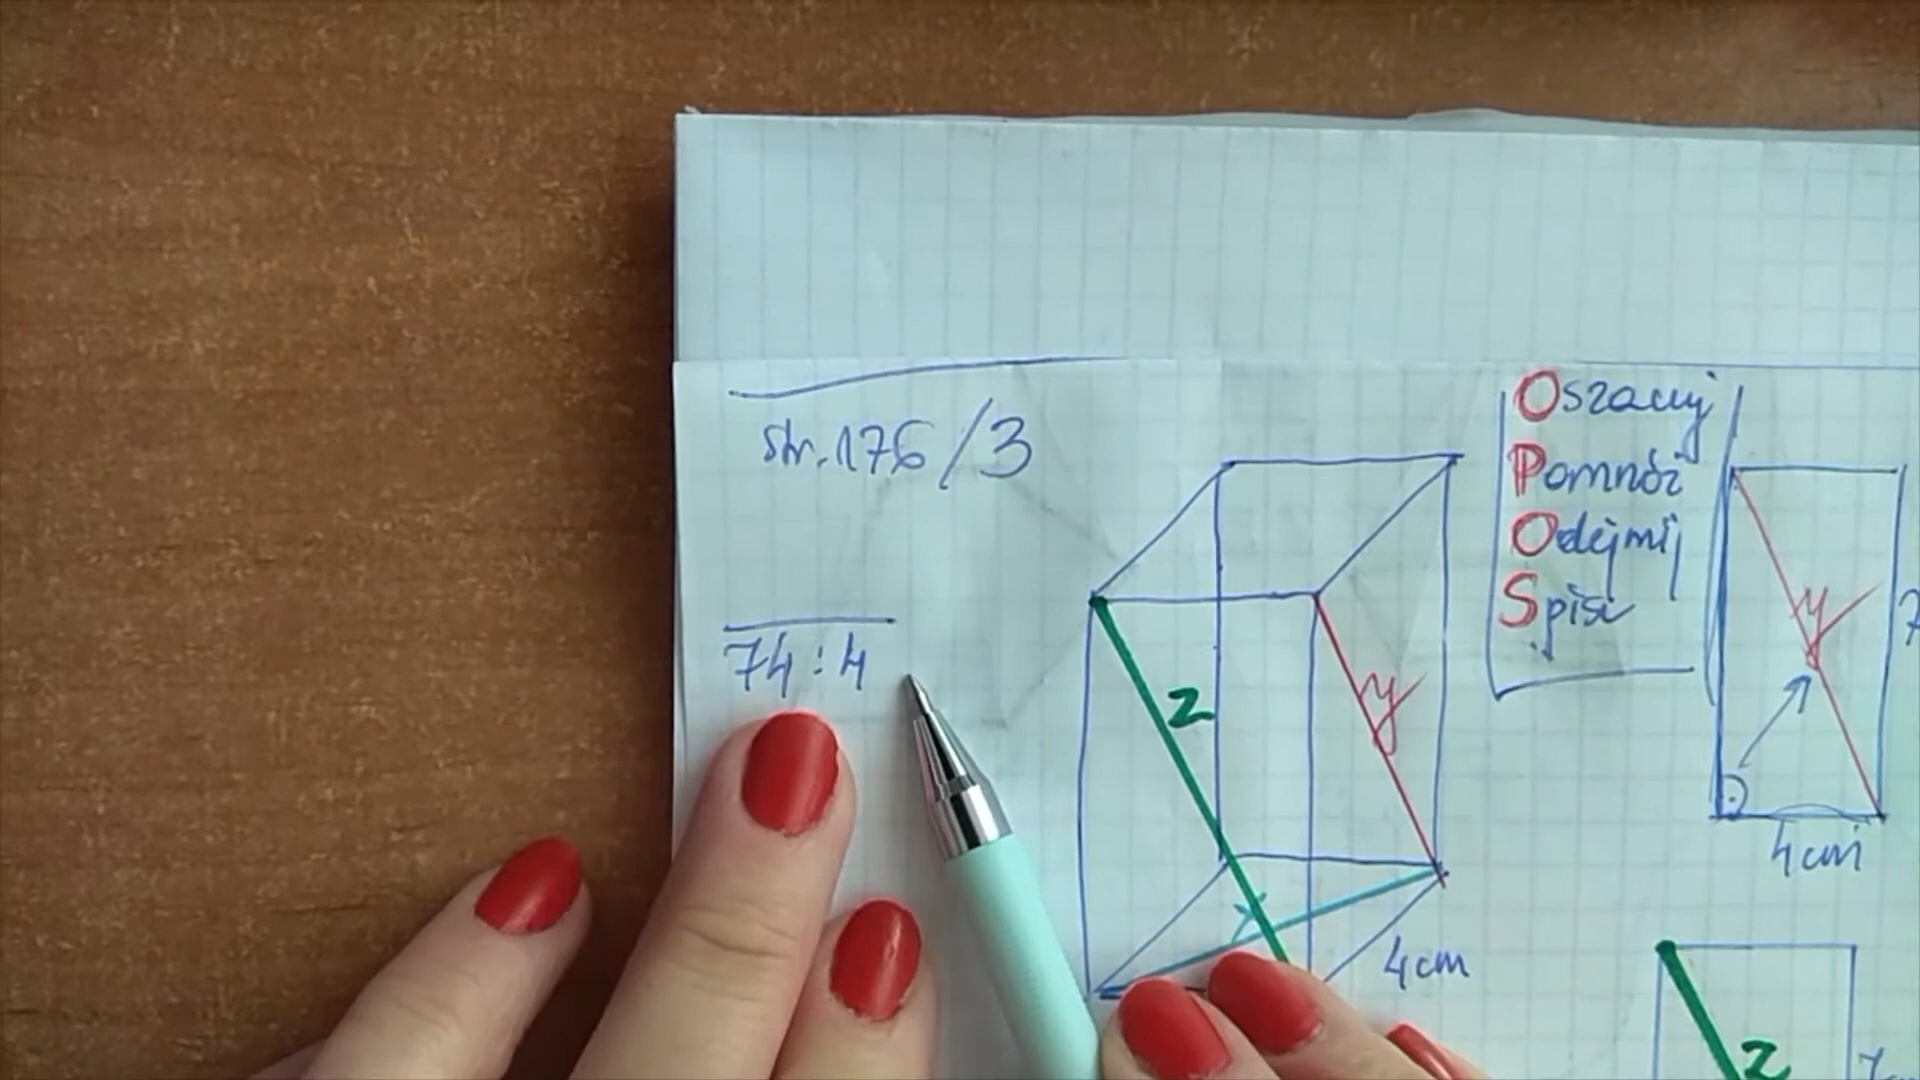 str. 176/3
74 : 4
z
y
x
4cm
Oszacuj
Pomnóż
Odejmij
Spisz
y
4cm
z